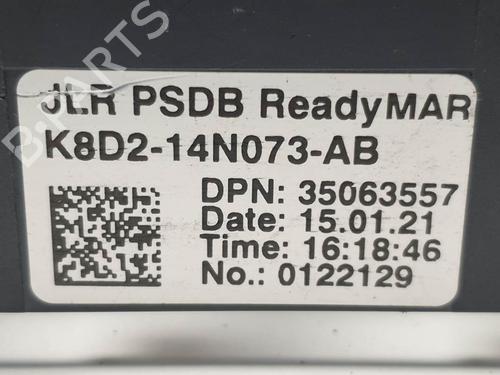 JLR PSDB ReadyMAR
K8D2-14N073-AB
DPN: 35063557
Date: 15.01.21
Time: 16:18:46
No.: 0122129
B-PARTS